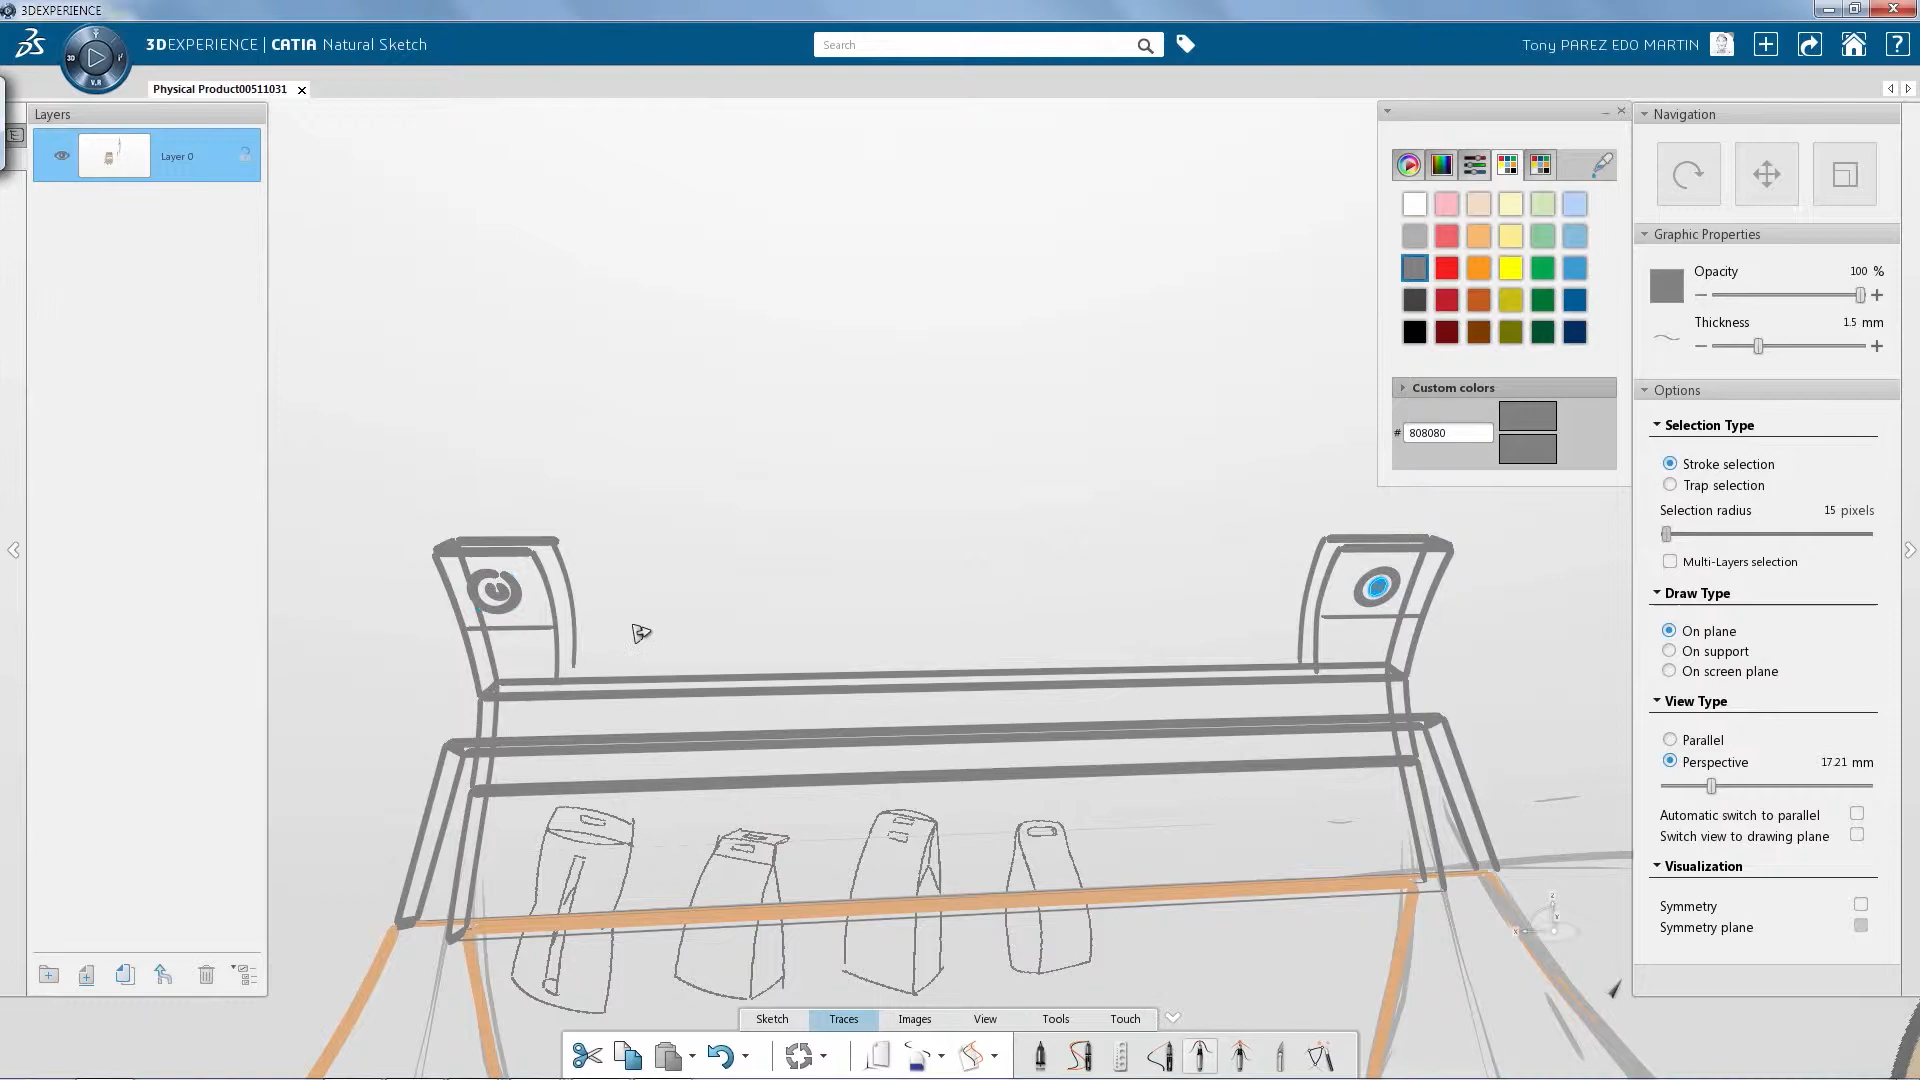 3DEXPERIENCE
3DEXPERIENCE | CATIA Natural Sketch
3D
i²
V.R
Search
Tony PAREZ EDO MARTIN
Physical Product00511031
Layers
Layer 0
Custom colors
# 808080
Navigation
Graphic Properties
Opacity 100 %
Thickness 1.5 mm
Options
Selection Type
Stroke selection
Trap selection
Selection radius 15 pixels
Multi-Layers selection
Draw Type
On plane
On support
On screen plane
View Type
Parallel
Perspective 17.21 mm
Automatic switch to parallel
Switch view to drawing plane
Visualization
Symmetry
Symmetry plane
Z
Y
X
Sketch Traces Images View Tools Touch